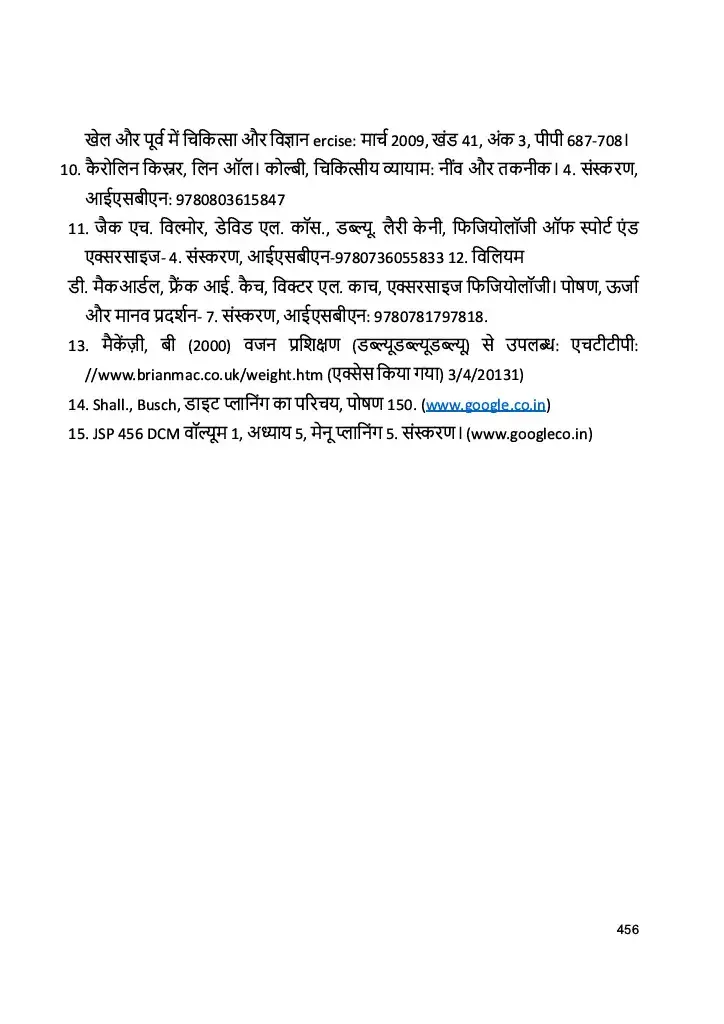 खेल और पूर्व में चिकित्सा और विज्ञान ercise: मार्च 2009, खंड 41, अंक 3, पीपी 687-708।
10. कैरोलिन किस्नर, लिन ऑल। कोल्बी, चिकित्सीय व्यायाम: नींव और तकनीक। 4. संस्करण,
आईएसबीएन: 9780803615847
11. जैक एच. विल्मोर, डेविड एल. कॉस., डब्ल्यू. लैरी केनी, फिजियोलॉजी ऑफ स्पोर्ट एंड
एक्सरसाइज- 4. संस्करण, आईएसबीएन-9780736055833 12. विलियम
डी. मैकआर्डल, फ्रैंक आई. कैच, विक्टर एल. काच, एक्सरसाइज फिजियोलॉजी। पोषण, ऊर्जा
और मानव प्रदर्शन- 7. संस्करण, आईएसबीएन: 9780781797818.
13. मैकेंज़ी, बी (2000) वजन प्रशिक्षण (डब्ल्यूडब्ल्यूडब्ल्यू) से उपलब्ध: एचटीटीपी:
//www.brianmac.co.uk/weight.htm (एक्सेस किया गया) 3/4/20131)
14. Shall., Busch, डाइट प्लानिंग का परिचय, पोषण 150. (www.google.co.in)
15. JSP 456 DCM वॉल्यूम 1, अध्याय 5, मेनू प्लानिंग 5. संस्करण। (www.googleco.in)
456